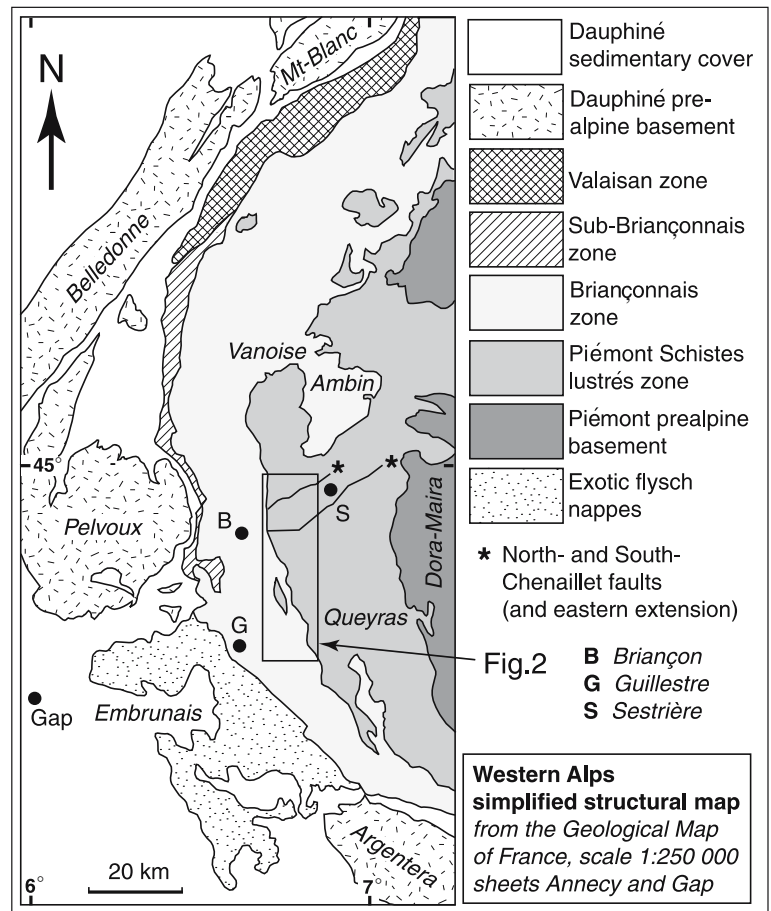 N
Mt-Blanc
Belledonne
Vanoise
Ambin
45°
S
Pelvoux
B
Dora-Maira
Queyras
G
Fig.2
Gap
Embrunais
Argentera
20 km
6°
7°
Dauphiné
sedimentary cover
Dauphiné pre-
alpine basement
Valaisan zone
Sub-Briançonnais
zone
Briançonnais
zone
Piémont Schistes
lustrés zone
Piémont prealpine
basement
Exotic flysch
nappes
* North- and South-
Chenaillet faults
(and eastern extension)
B Briançon
G Guillestre
S Sestrière
Western Alps
simplified structural map
from the Geological Map
of France, scale 1:250 000
sheets Annecy and Gap